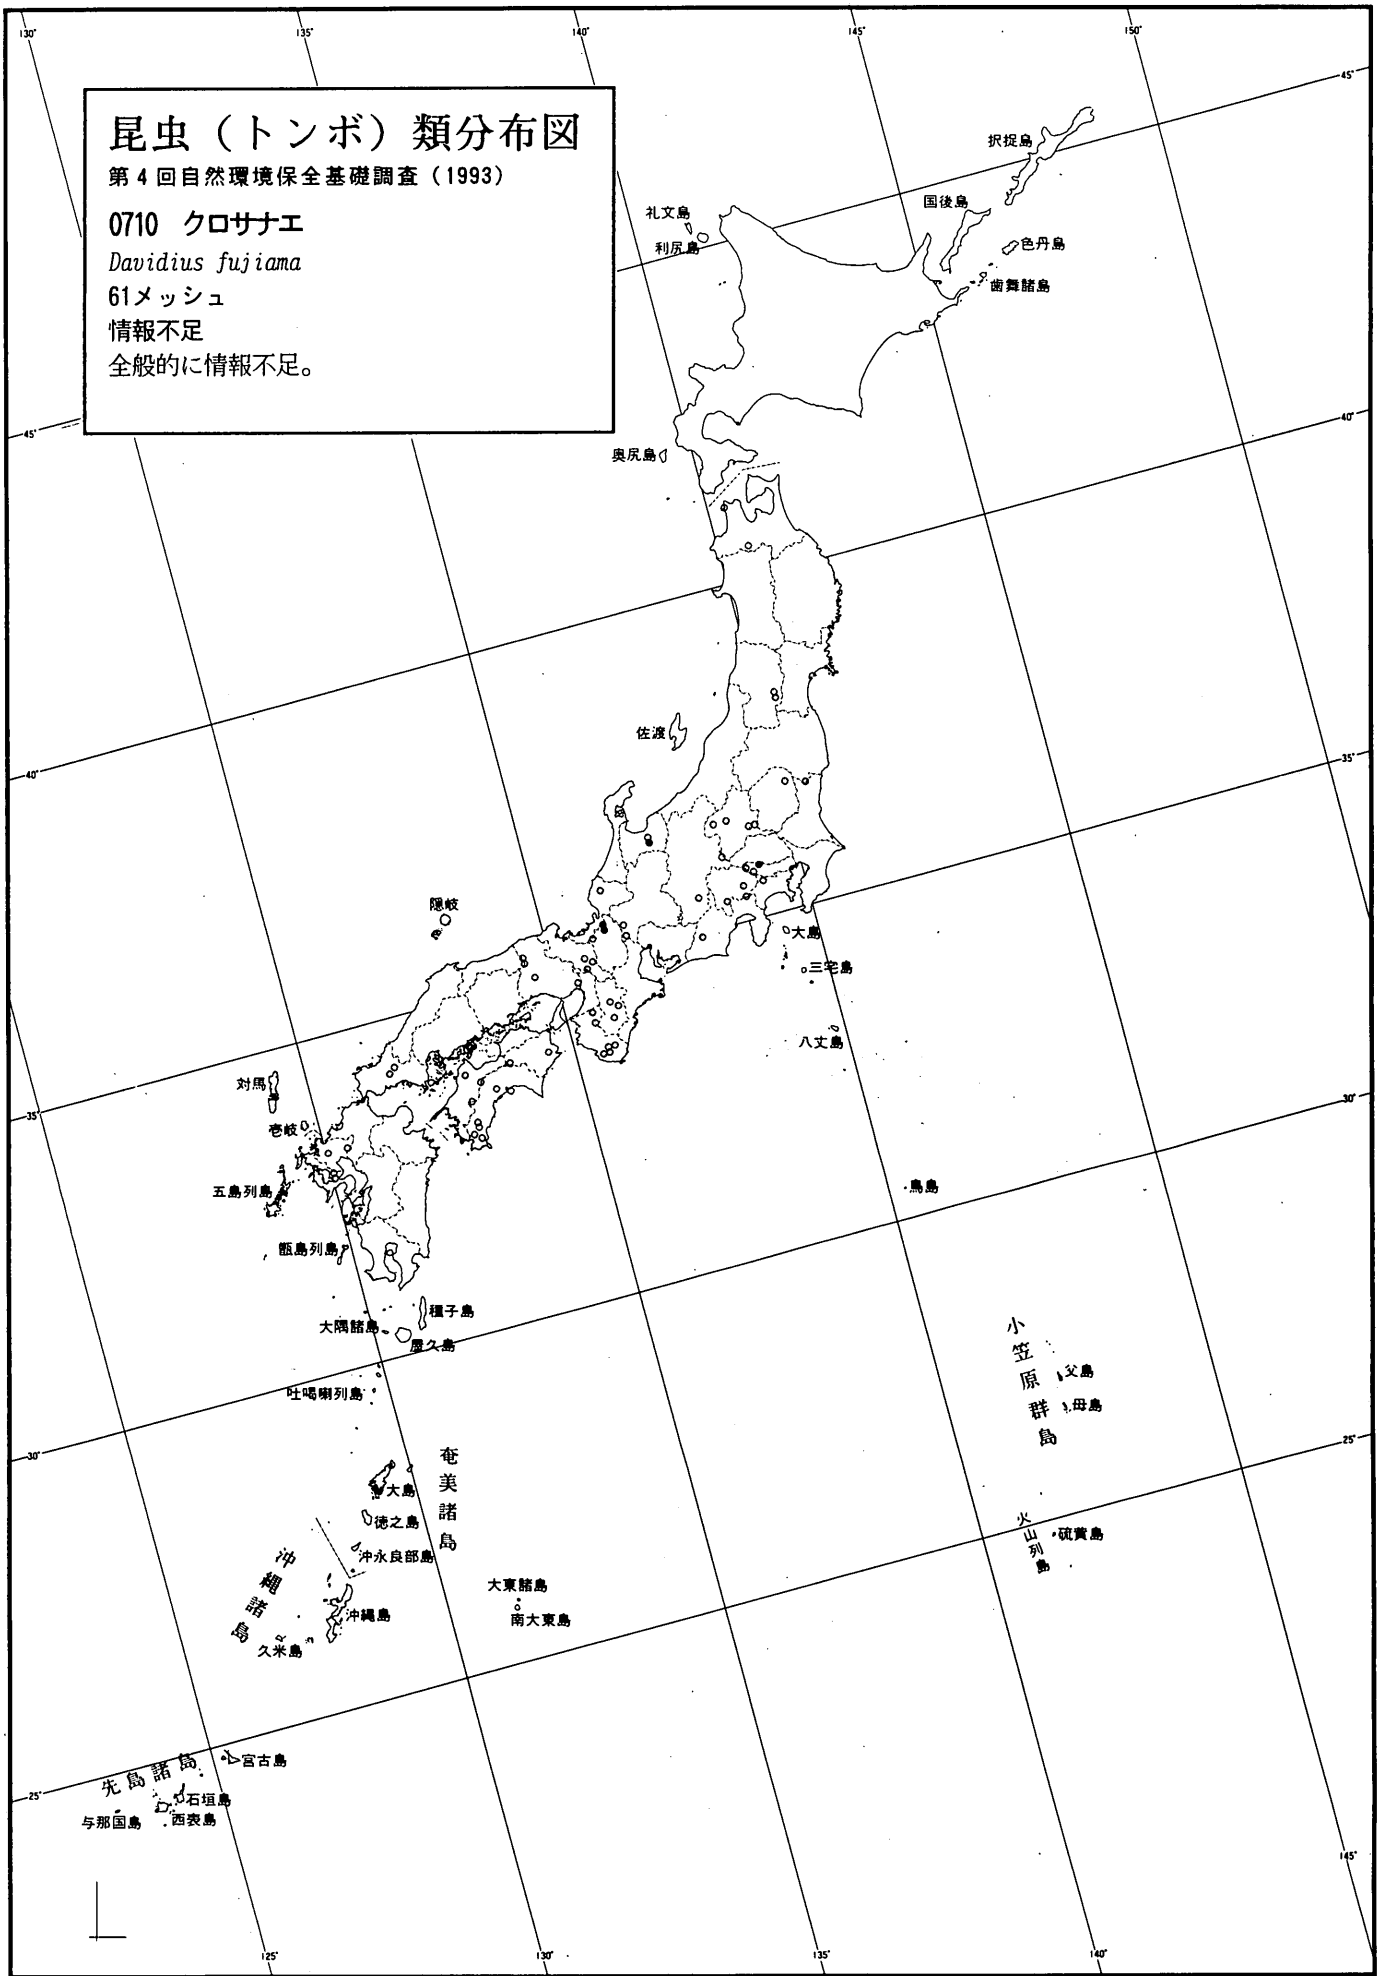 130°
135°
140°
145°
150°
45°
昆虫（トンボ）類分布図
第4回自然環境保全基礎調査（1993）
0710 クロサナエ
Davidius fujiama
61メッシュ
情報不足
全般的に情報不足。
択捉島
国後島
礼文島
利尻島
色丹島
歯舞諸島
45°
40°
奥尻島
佐渡
35°
40°
隠岐
大島
三宅島
八丈島
対馬
35°
30°
壱岐
五島列島
鳥島
甑島列島
種子島
大隅諸島
屋久島
小笠原群島
父島
吐噶喇列島
母島
30°
25°
奄美諸島
大島
徳之島
火山列島
硫黄島
沖永良部島
沖縄諸島
大東諸島
沖縄島
南大東島
久米島
宮古島
先島諸島
25°
石垣島
与那国島
西表島
145°
125°
130°
135°
140°